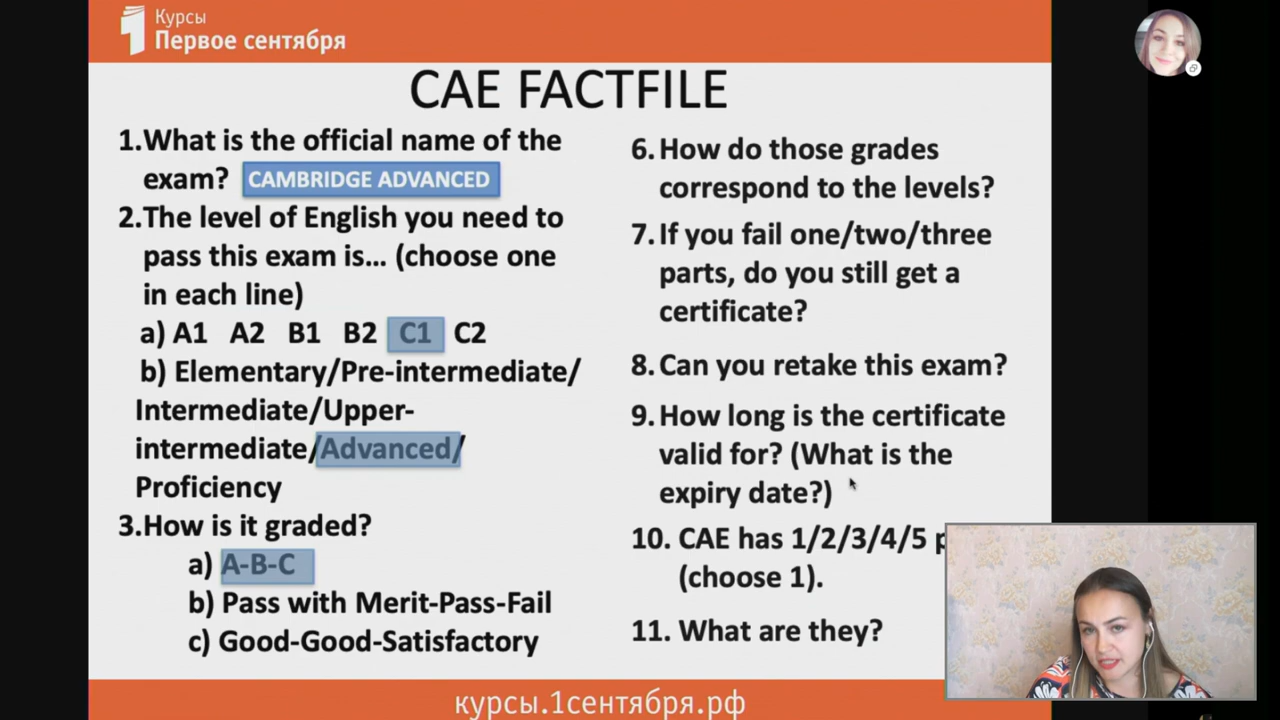 Курсы
Первое сентября
CAE FACTFILE
1.What is the official name of the
exam? CAMBRIDGE ADVANCED
2.The level of English you need to
pass this exam is... (choose one
in each line)
a) A1 A2 B1 B2 C1 C2
b) Elementary/Pre-intermediate/
Intermediate/Upper-
intermediate/Advanced/
Proficiency
3.How is it graded?
a) A-B-C
b) Pass with Merit-Pass-Fail
c) Good-Good-Satisfactory
6. How do those grades
correspond to the levels?
7. If you fail one/two/three
parts, do you still get a
certificate?
8. Can you retake this exam?
9. How long is the certificate
valid for? (What is the
expiry date?)
10. CAE has 1/2/3/4/5
(choose 1).
11. What are they?
курсы.1сентября.рф